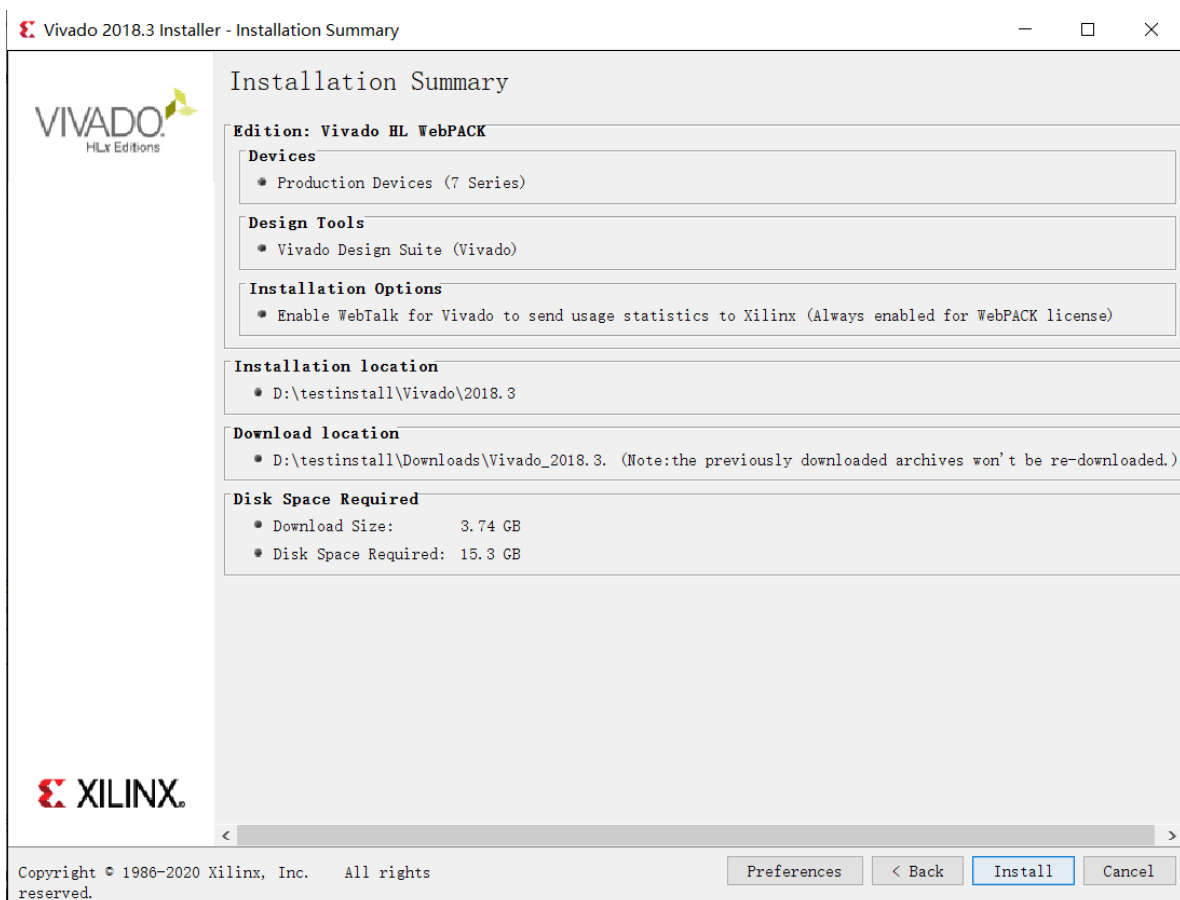 Vivado 2018.3 Installer - Installation Summary
VIVADO.
HLx Editions
Installation Summary
Edition: Vivado HL WebPACK
Devices
Production Devices (7 Series)
Design Tools
Vivado Design Suite (Vivado)
Installation Options
Enable WebTalk for Vivado to send usage statistics to Xilinx (Always enabled for WebPACK license)
Installation location
D:\testinstall\Vivado\2018.3
Download location
D:\testinstall\Downloads\Vivado_2018.3. (Note:the previously downloaded archives won't be re-downloaded.)
Disk Space Required
Download Size: 3.74 GB
Disk Space Required: 15.3 GB
XILINX®
Copyright © 1986-2020 Xilinx, Inc. All rights
reserved.
Preferences < Back Install Cancel